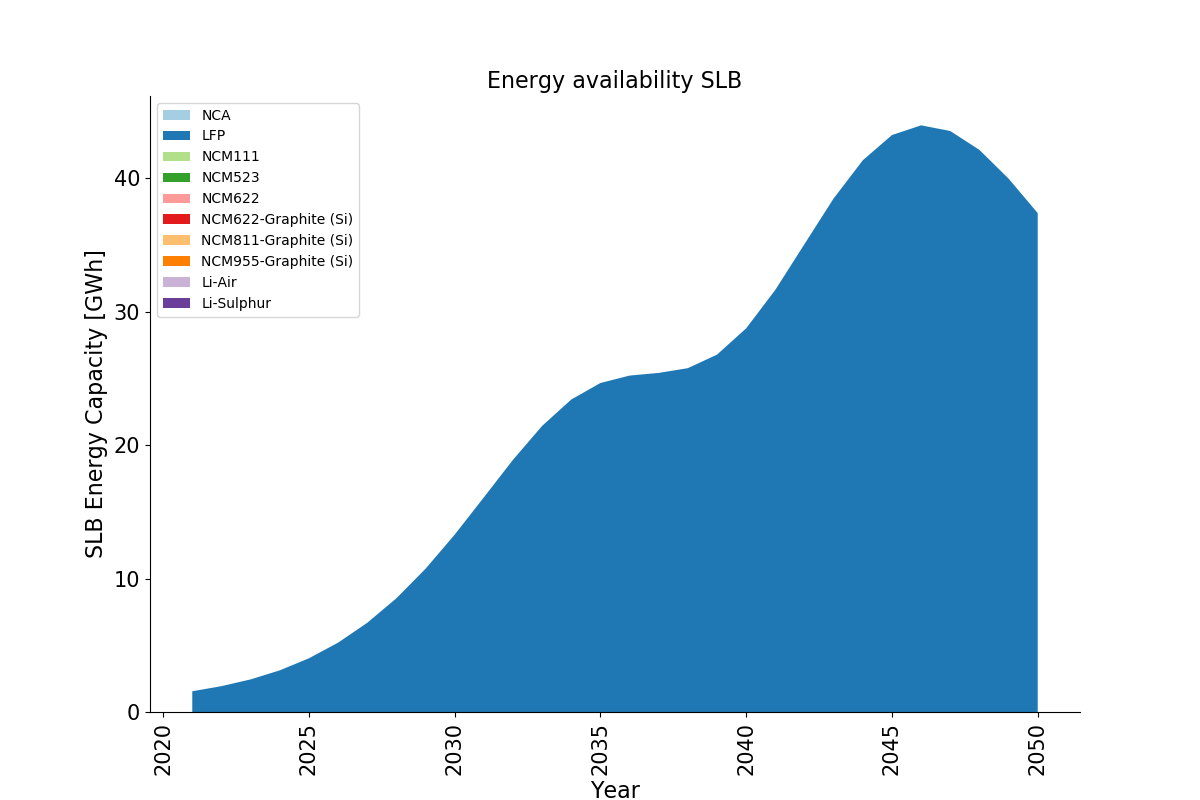 Energy availability SLB
NCA
LFP
NCM111
NCM523
NCM622
NCM622-Graphite (Si)
NCM811-Graphite (Si)
NCM955-Graphite (Si)
Li-Air
Li-Sulphur
SLB Energy Capacity [GWh]
40
30
20
10
0
2020
2025
2030
2035
2040
2045
2050
Year